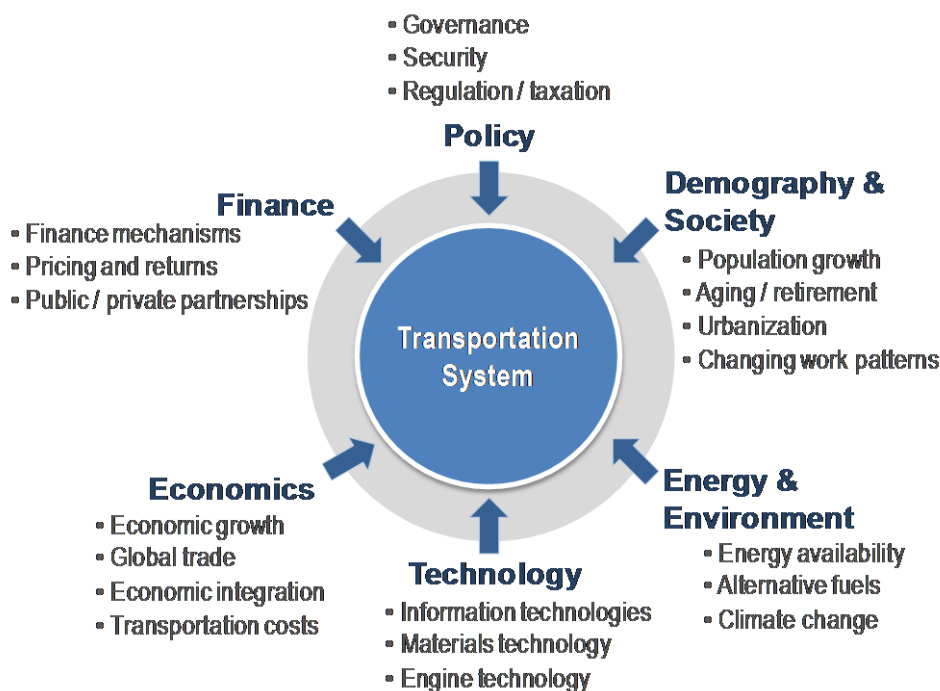 ▪ Governance
▪ Security
▪ Regulation / taxation
Policy
Finance
▪ Finance mechanisms
▪ Pricing and returns
▪ Public / private partnerships
Demography &
Society
▪ Population growth
▪ Aging / retirement
▪ Urbanization
▪ Changing work patterns
Transportation
System
Economics
▪ Economic growth
▪ Global trade
▪ Economic integration
▪ Transportation costs
Technology
▪ Information technologies
▪ Materials technology
▪ Engine technology
Energy &
Environment
▪ Energy availability
▪ Alternative fuels
▪ Climate change